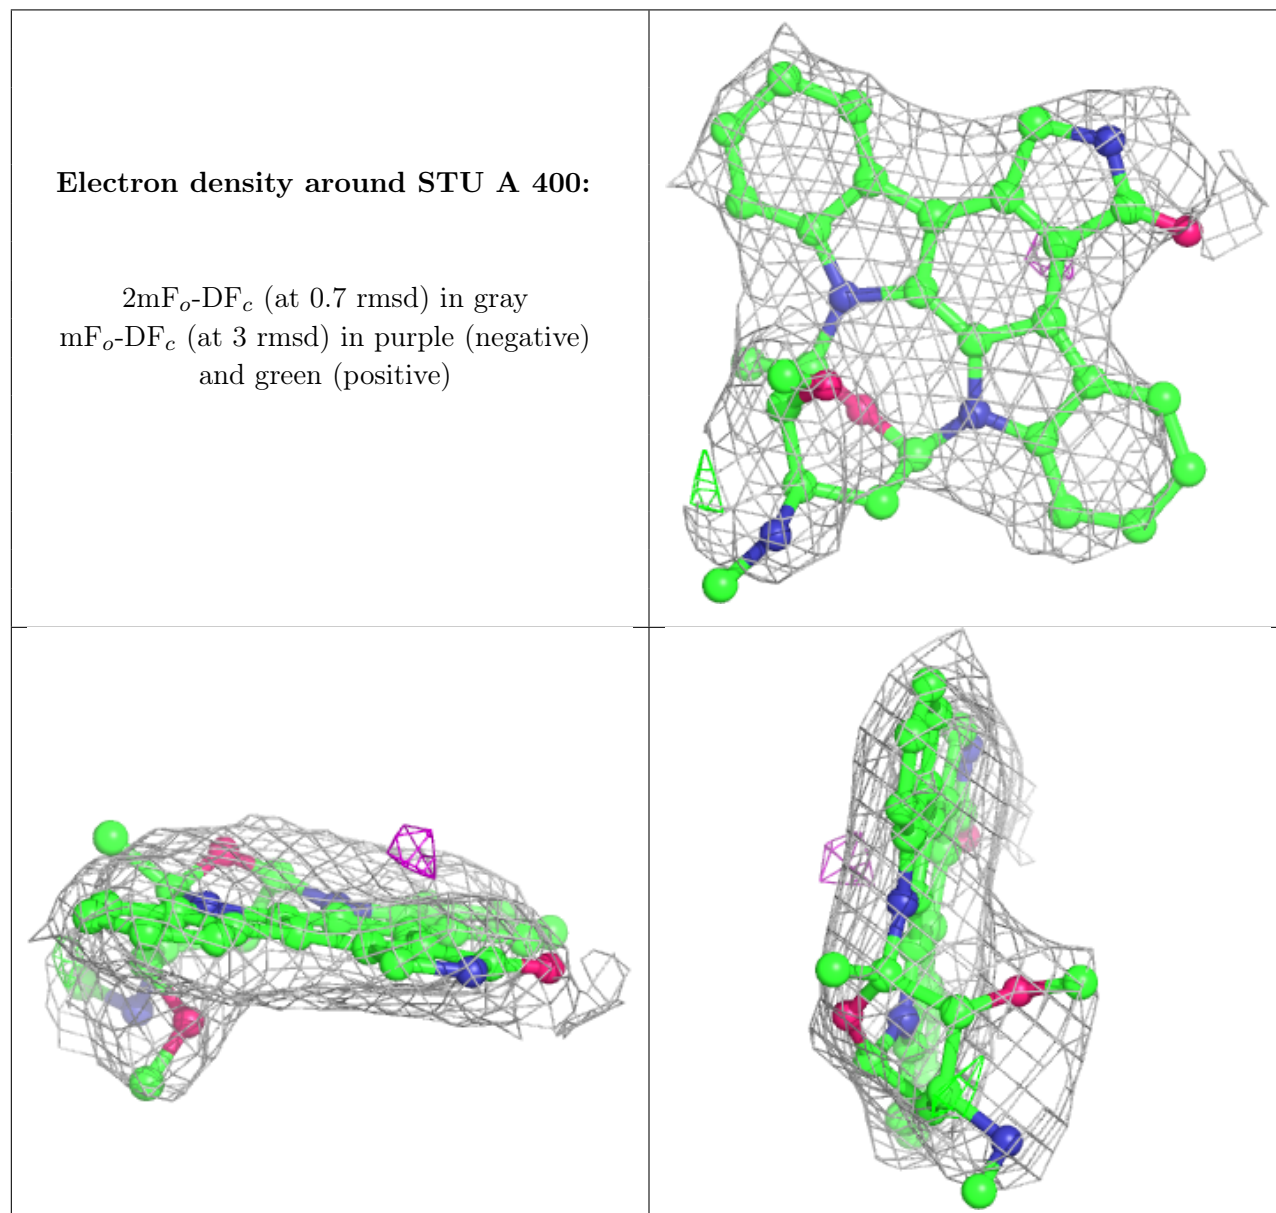 Electron density around STU A 400:
2mFo-DFc (at 0.7 rmsd) in gray
mFo-DFc (at 3 rmsd) in purple (negative)
and green (positive)